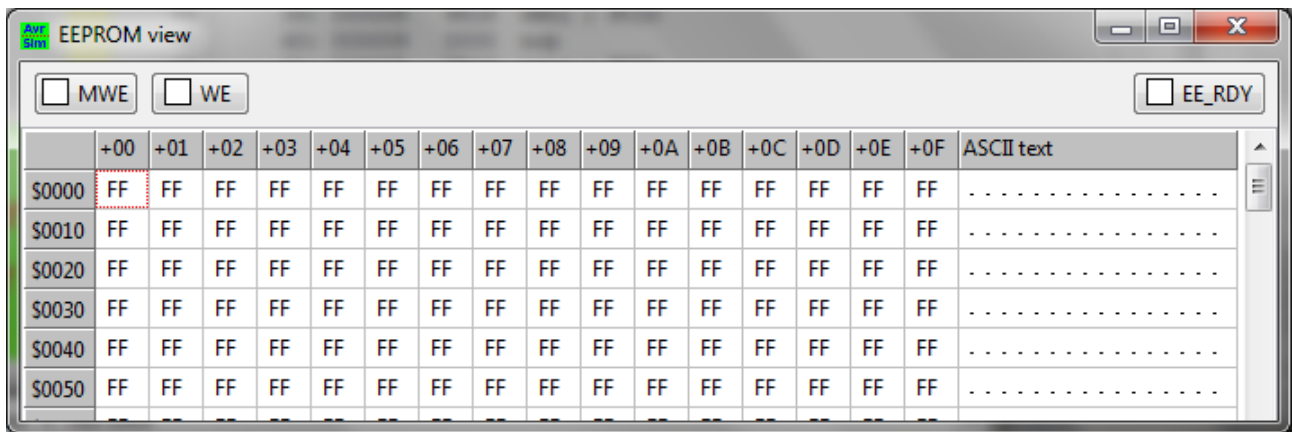 Avr Sim EEPROM view
MWE WE EE_RDY
+00 +01 +02 +03 +04 +05 +06 +07 +08 +09 +0A +0B +0C +0D +0E +0F ASCII text
$0000 FF FF FF FF FF FF FF FF FF FF FF FF FF FF FF FF . . . . . . . . . . . . . . . .
$0010 FF FF FF FF FF FF FF FF FF FF FF FF FF FF FF FF . . . . . . . . . . . . . . . .
$0020 FF FF FF FF FF FF FF FF FF FF FF FF FF FF FF FF . . . . . . . . . . . . . . . .
$0030 FF FF FF FF FF FF FF FF FF FF FF FF FF FF FF FF . . . . . . . . . . . . . . . .
$0040 FF FF FF FF FF FF FF FF FF FF FF FF FF FF FF FF . . . . . . . . . . . . . . . .
$0050 FF FF FF FF FF FF FF FF FF FF FF FF FF FF FF FF . . . . . . . . . . . . . . . .